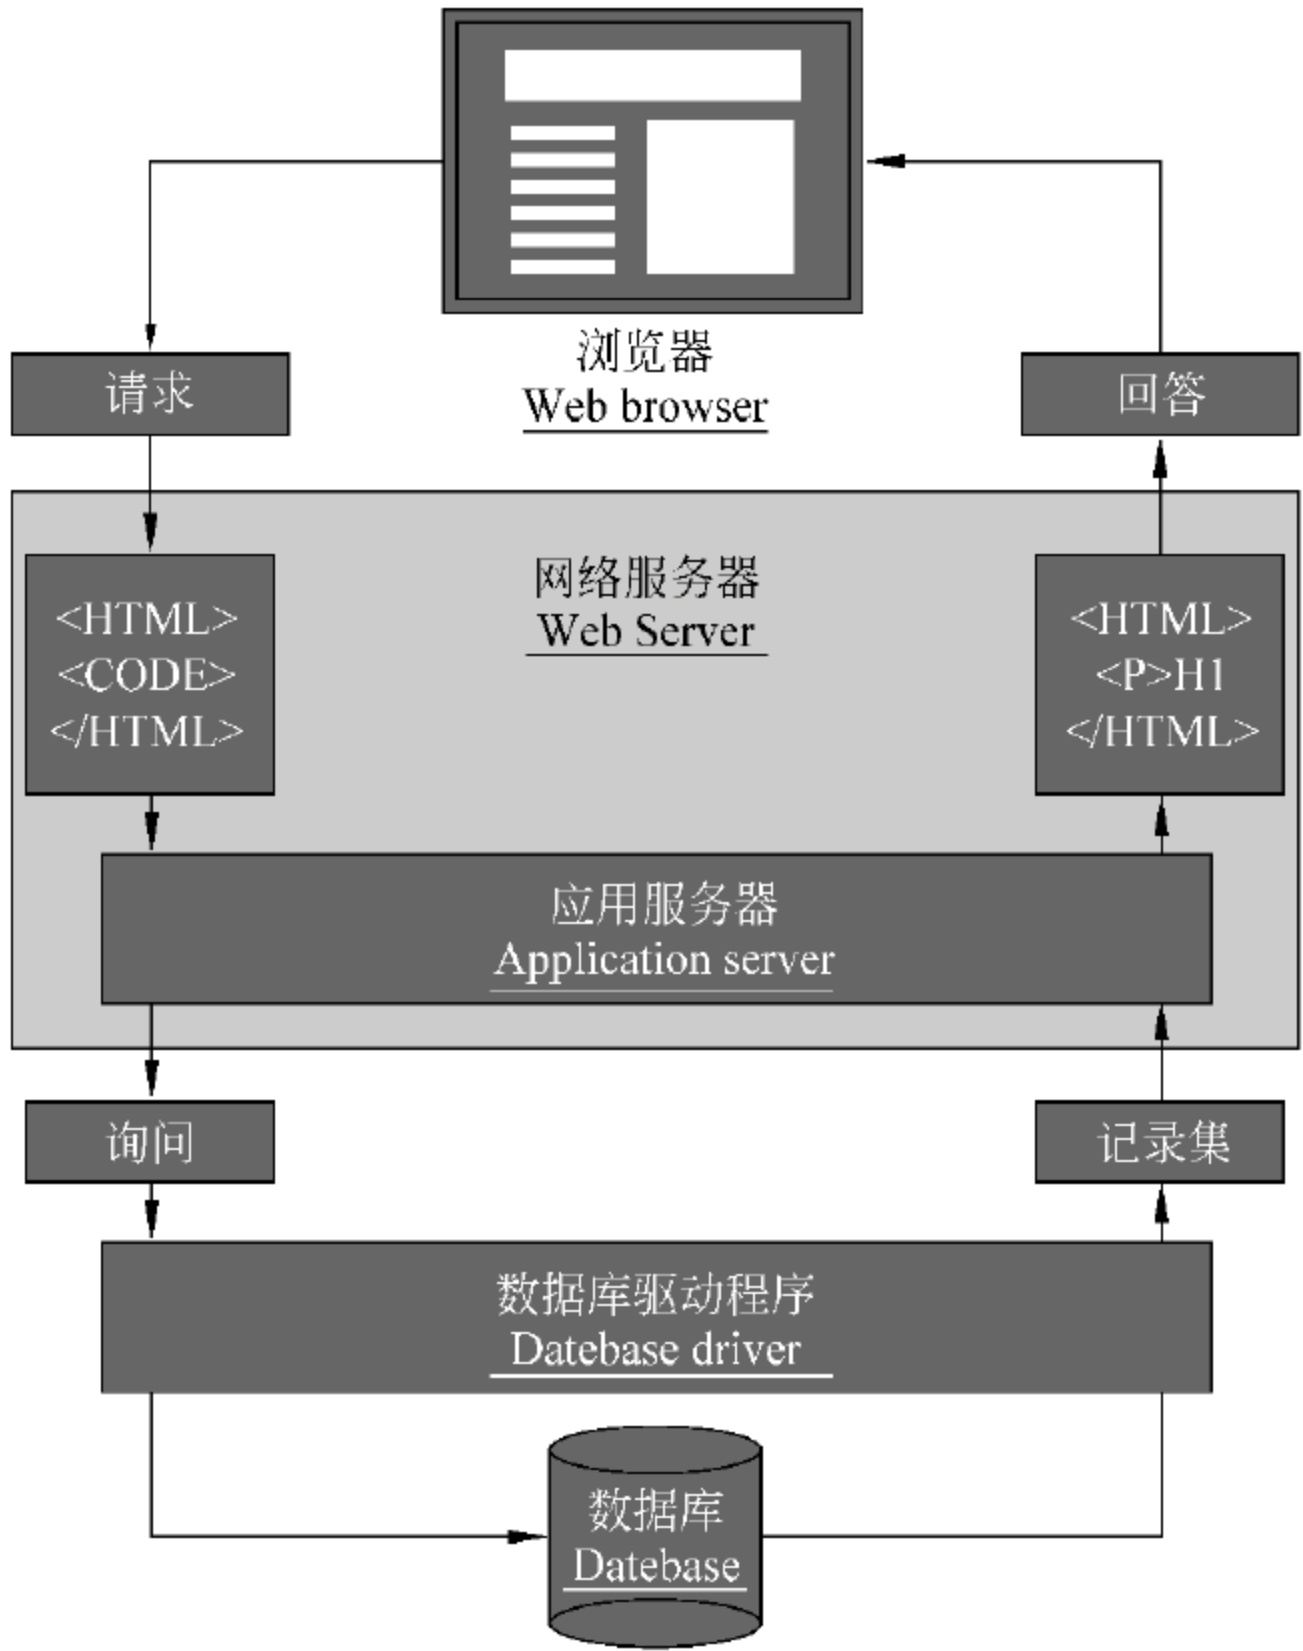 浏览器
Web browser
请求
回答
网络服务器
Web Server
<HTML>
<CODE>
</HTML>
<HTML>
<P>H1
</HTML>
应用服务器
Application server
询问
记录集
数据库驱动程序
Datebase driver
数据库
Datebase